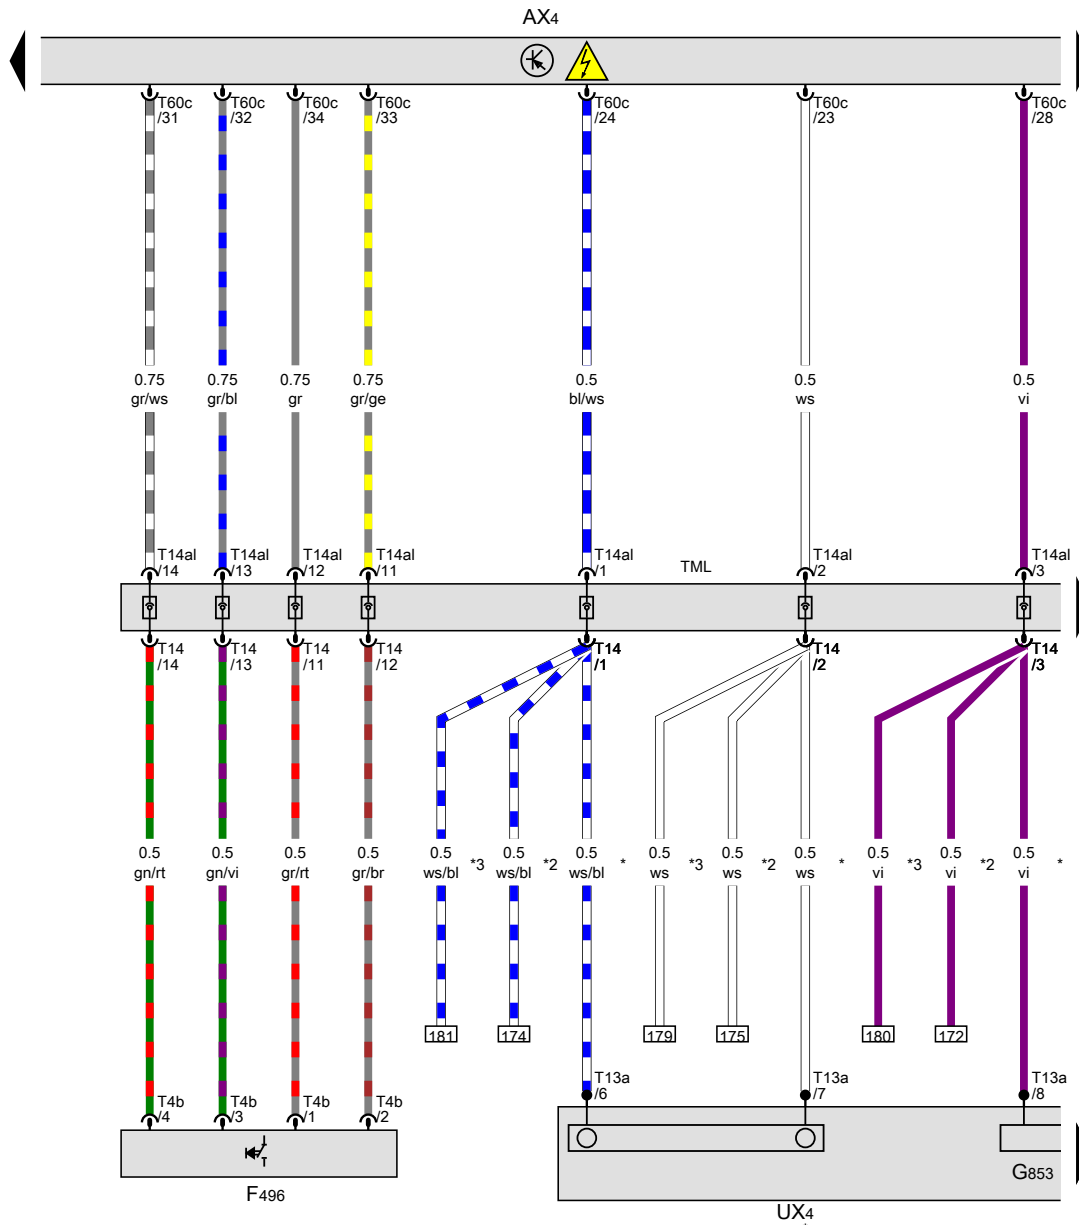 AX4
T60c T60c T60c T60c T60c T60c T60c
/31 /32 /34 /33 /24 /23 /28
0.75 0.75 0.75 0.75 0.5 0.5 0.5
gr/ws gr/bl gr gr/ge bl/ws ws vi
T14al T14al T14al T14al T14al TML T14al T14al
/14 /13 /12 /11 /1 /2 /3
T14 T14 T14 T14 T14 T14 T14
/14 /13 /11 /12 /1 /2 /3
0.5 0.5 0.5 0.5 0.5 *3 0.5 *2 0.5 * 0.5 *3 0.5 *2 0.5 * 0.5 *3 0.5 *2 0.5 *
gn/rt gn/vi gr/rt gr/br ws/bl ws/bl ws/bl ws ws ws vi vi vi
181 174 179 175 180 172
T13a T13a T13a
/6 /7 /8
T4b T4b T4b T4b
/4 /3 /1 /2
G853
F496
UX4